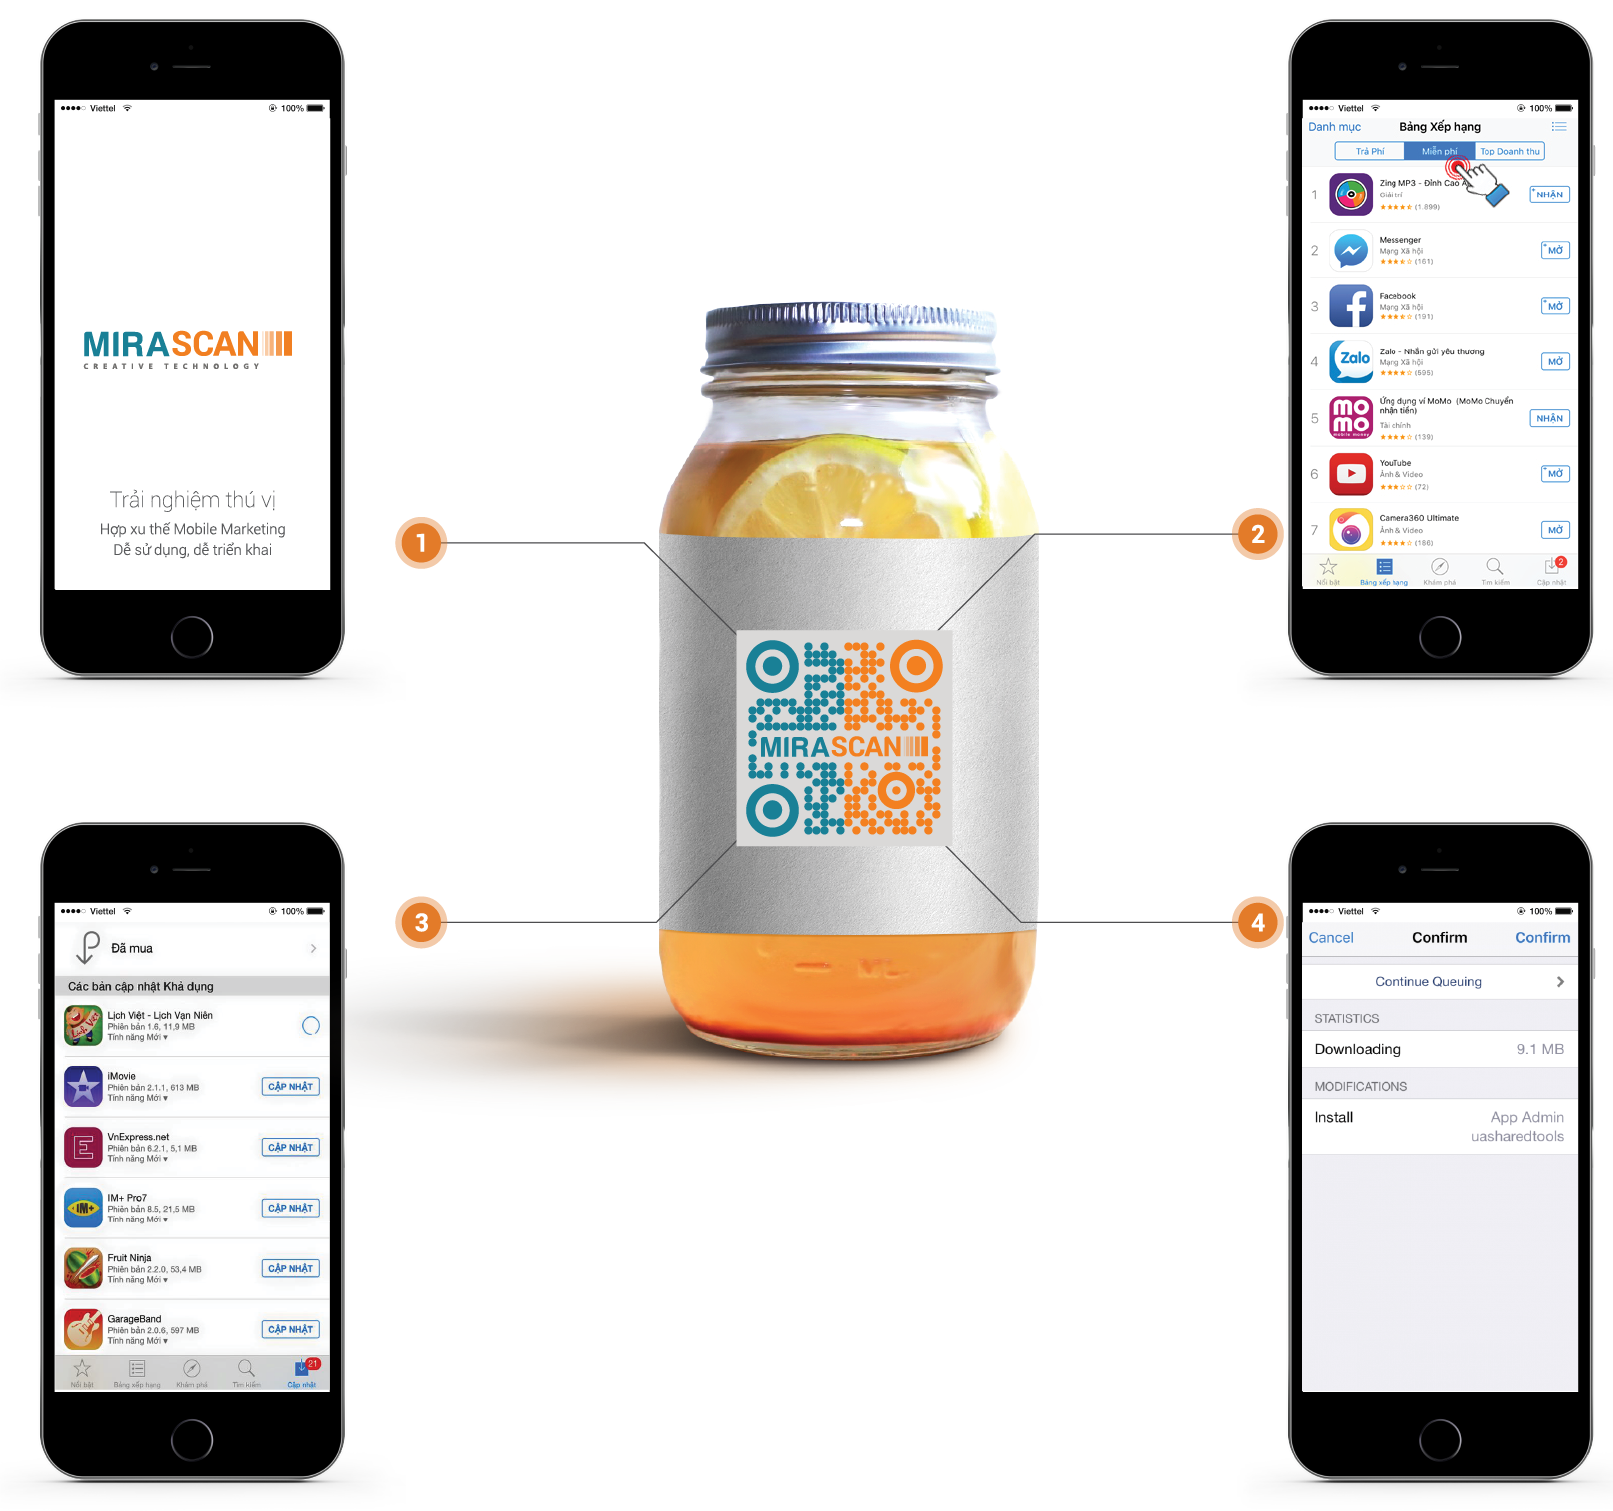 Viettel
100%
MIRASCAN
CREATIVE TECHNOLOGY
Trải nghiệm thú vị
Hợp xu thế Mobile Marketing
Dễ sử dụng, dễ triển khai
1
Viettel
100%
Danh mục
Bảng Xếp hạng
Trả Phí
Miễn phí
Top Doanh thu
1
Zing MP3 - Đỉnh Cao
Giải trí
(1.899)
NHẬN
2
Messenger
Mạng Xã hội
(161)
MỞ
3
Facebook
Mạng Xã hội
(191)
MỞ
4
Zalo
Zalo - Nhắn gửi yêu thương
Mạng Xã hội
(595)
MỞ
5
mo
mo
mobile money
Ứng dụng ví MoMo (MoMo Chuyển
nhận tiền)
Tài chính
(139)
NHẬN
6
YouTube
Ảnh & Video
(72)
MỞ
7
Camera360 Ultimate
Ảnh & Video
(186)
MỞ
Nổi bật
Bảng xếp hạng
Khám phá
Tìm kiếm
Cập nhật
2
2
MIRASCAN
3
Viettel
100%
Đã mua
Các bản cập nhật Khả dụng
Lịch Việt - Lịch Vạn Niên
Phiên bản 1.6, 11,9 MB
Tính năng Mới
iMovie
Phiên bản 2.1.1, 613 MB
Tính năng Mới
CẬP NHẬT
E
VnExpress.net
Phiên bản 6.2.1, 5,1 MB
Tính năng Mới
CẬP NHẬT
IM+
IM+ Pro7
Phiên bản 8.5, 21,5 MB
Tính năng Mới
CẬP NHẬT
Fruit Ninja
Phiên bản 2.2.0, 53,4 MB
Tính năng Mới
CẬP NHẬT
GarageBand
Phiên bản 2.0.6, 597 MB
Tính năng Mới
CẬP NHẬT
Nổi bật
Bảng xếp hạng
Khám phá
Tìm kiếm
Cập nhật
21
4
Viettel
100%
Cancel
Confirm
Confirm
Continue Queuing
STATISTICS
Downloading
9.1 MB
MODIFICATIONS
Install
App Admin
uasharedtools